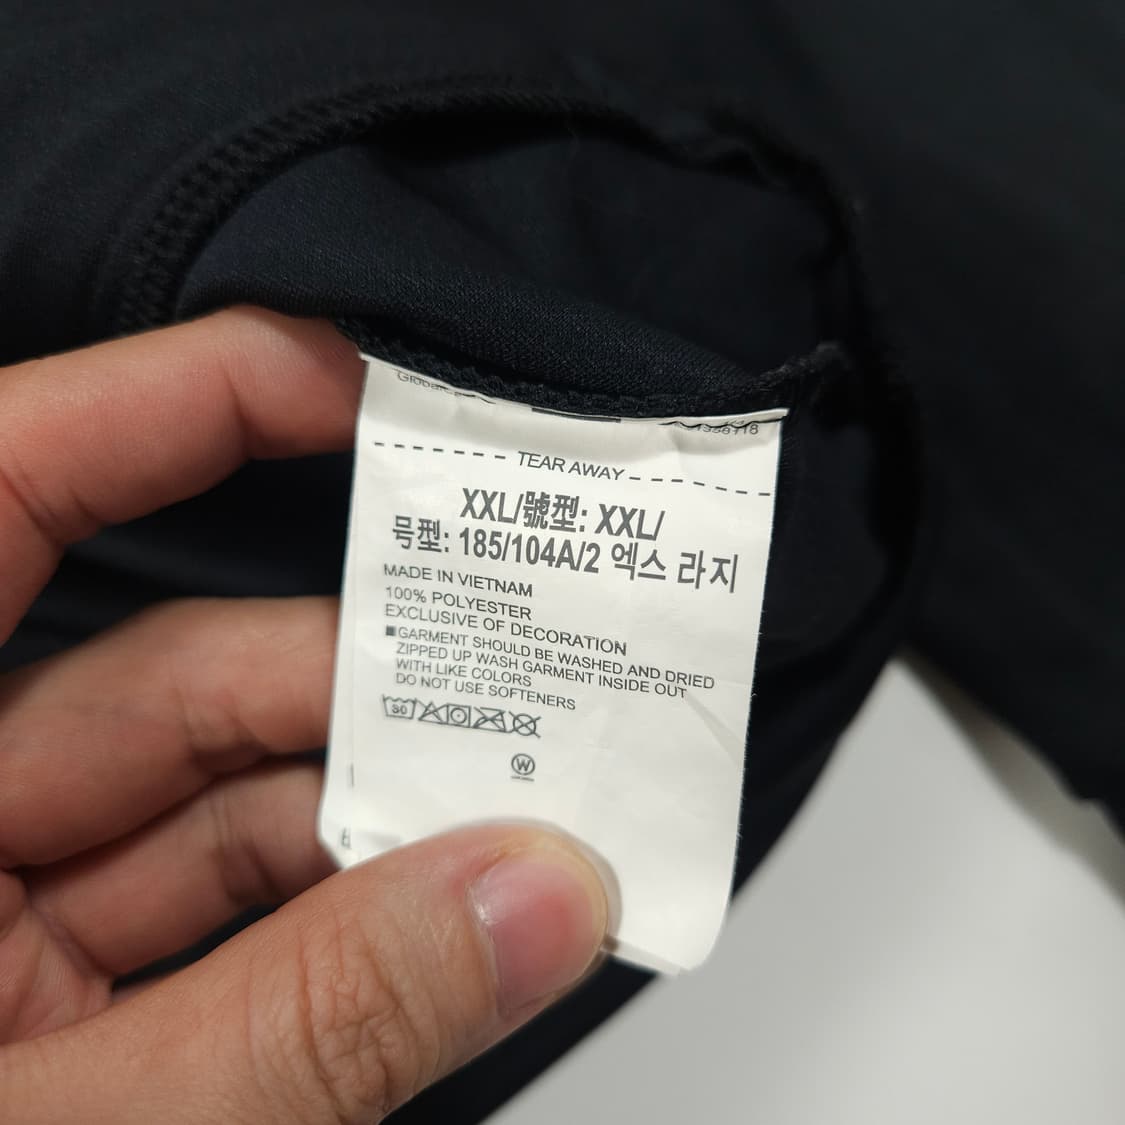 TEAR AWAY
XXL/號型: XXL/
号型: 185/104A/2 엑스 라지
MADE IN VIETNAM
100% POLYESTER
EXCLUSIVE OF DECORATION
■GARMENT SHOULD BE WASHED AND DRIED
ZIPPED UP WASH GARMENT INSIDE OUT
WITH LIKE COLORS
DO NOT USE SOFTENERS
30
W